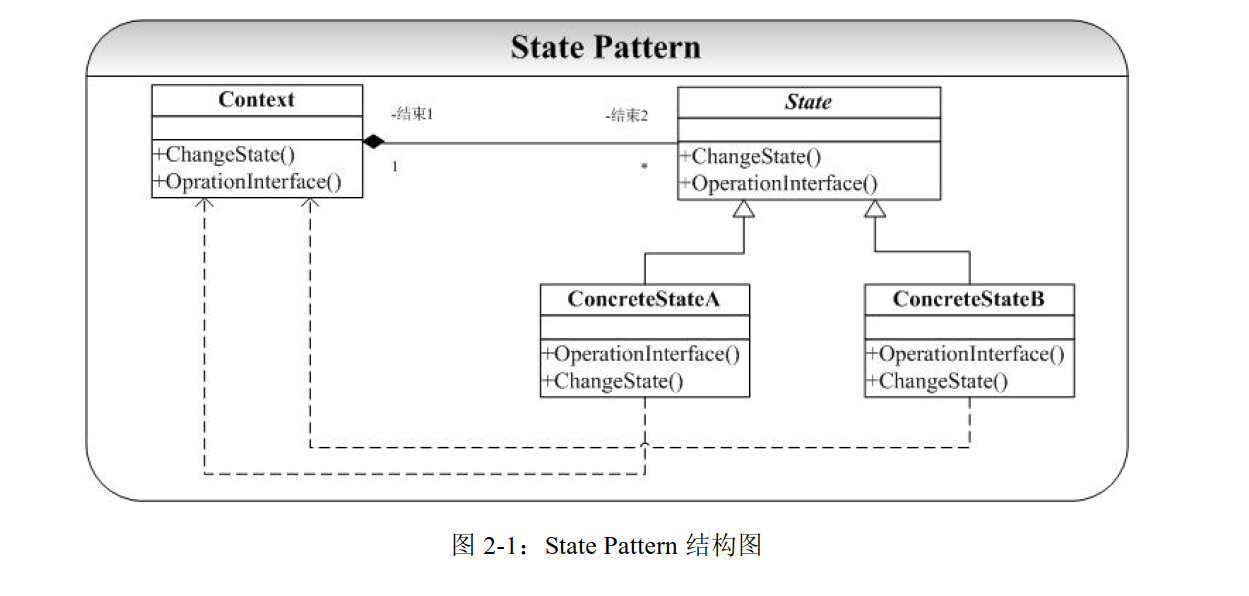 State Pattern
Context
+ChangeState()
+OprationInterface()
-结束1
1
-结束2
*
State
+ChangeState()
+OperationInterface()
ConcreteStateA
+OperationInterface()
+ChangeState()
ConcreteStateB
+OperationInterface()
+ChangeState()
图 2-1：State Pattern 结构图